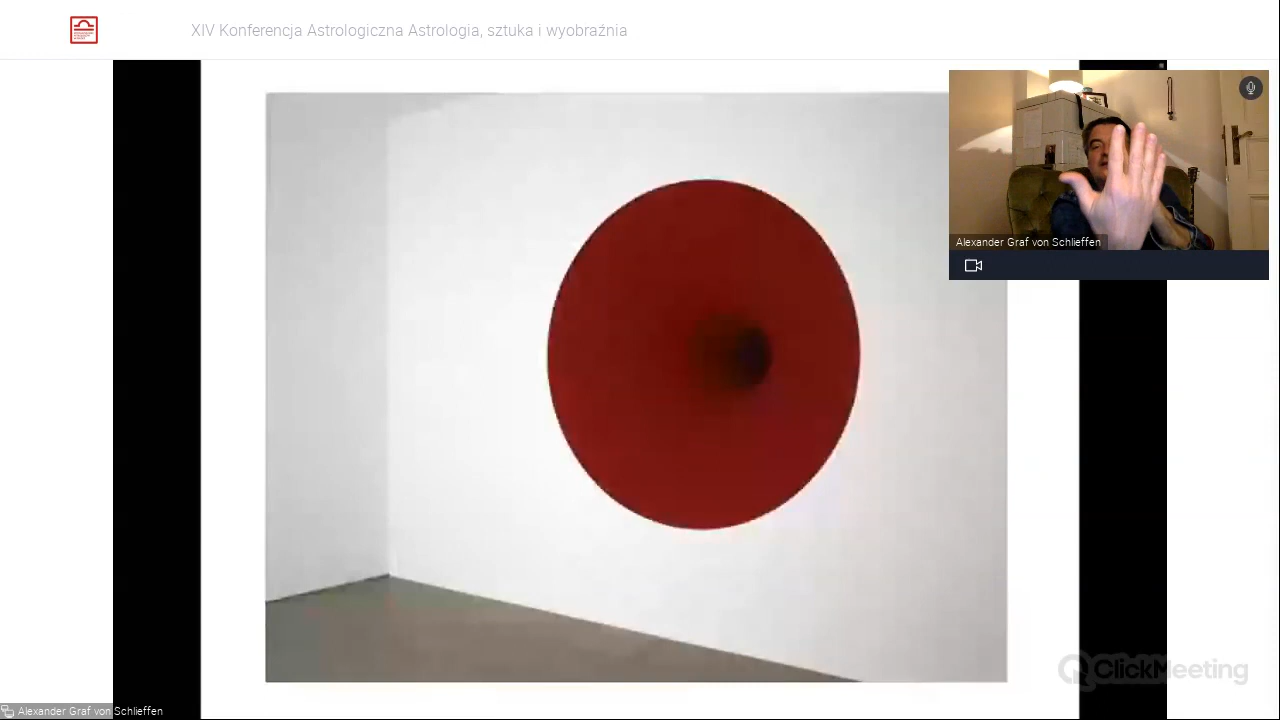 XIV Konferencja Astrologiczna Astrologia, sztuka i wyobraźnia
Alexander Graf von Schlieffen
ClickMeeting
Alexander Graf von Schlieffen